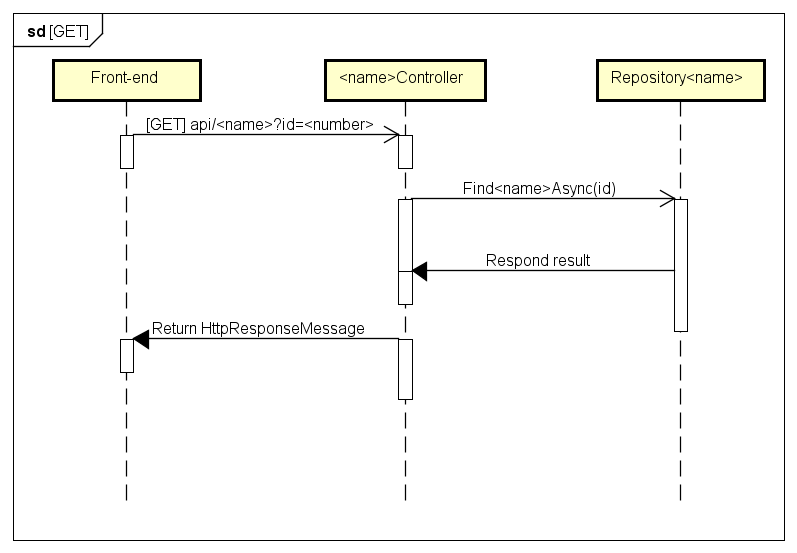 sd [GET]
Front-end
<name>Controller
Repository<name>
[GET] api/<name>?id=<number>
Find<name>Async(id)
Respond result
Return HttpResponseMessage